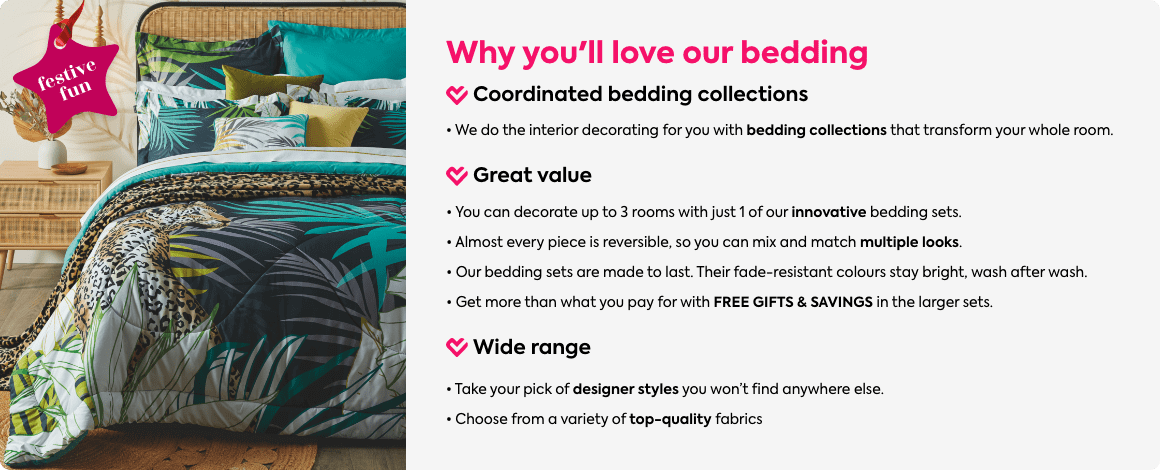 festive
fun
Why you'll love our bedding
Coordinated bedding collections
• We do the interior decorating for you with bedding collections that transform your whole room.
Great value
• You can decorate up to 3 rooms with just 1 of our innovative bedding sets.
• Almost every piece is reversible, so you can mix and match multiple looks.
• Our bedding sets are made to last. Their fade-resistant colours stay bright, wash after wash.
• Get more than what you pay for with FREE GIFTS & SAVINGS in the larger sets.
Wide range
• Take your pick of designer styles you won't find anywhere else.
• Choose from a variety of top-quality fabrics